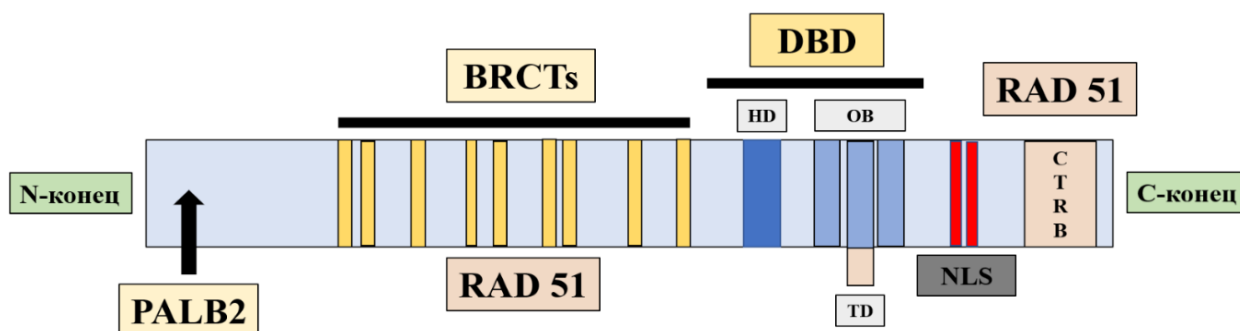 DBD
BRCTs
RAD 51
HD
OB
N-конец
C
T
R
B
С-конец
PALB2
RAD 51
TD
NLS